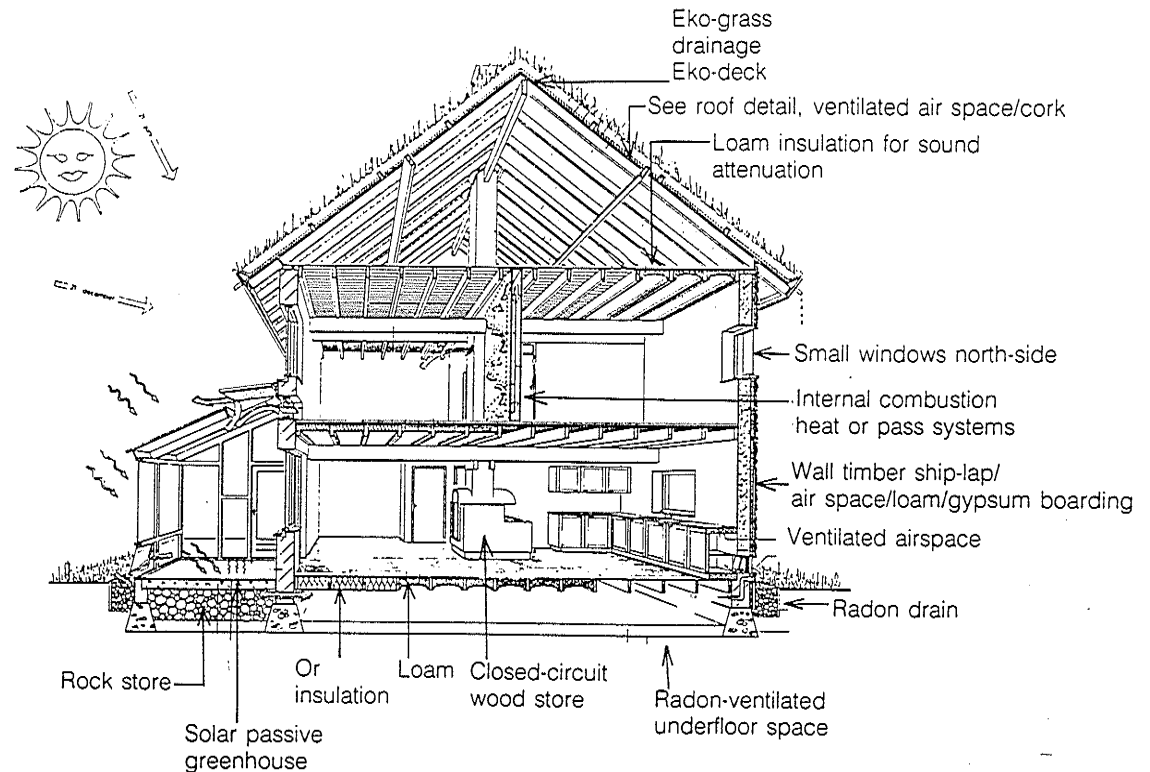 Eko-grass
drainage
Eko-deck
See roof detail, ventilated air space/cork
Loam insulation for sound
attenuation
Small windows north-side
Internal combustion
heat or pass systems
Wall timber ship-lap/
air space/loam/gypsum boarding
Ventilated airspace
Radon drain
Rock store
Or
insulation
Loam
Closed-circuit
wood store
Radon-ventilated
underfloor space
Solar passive
greenhouse